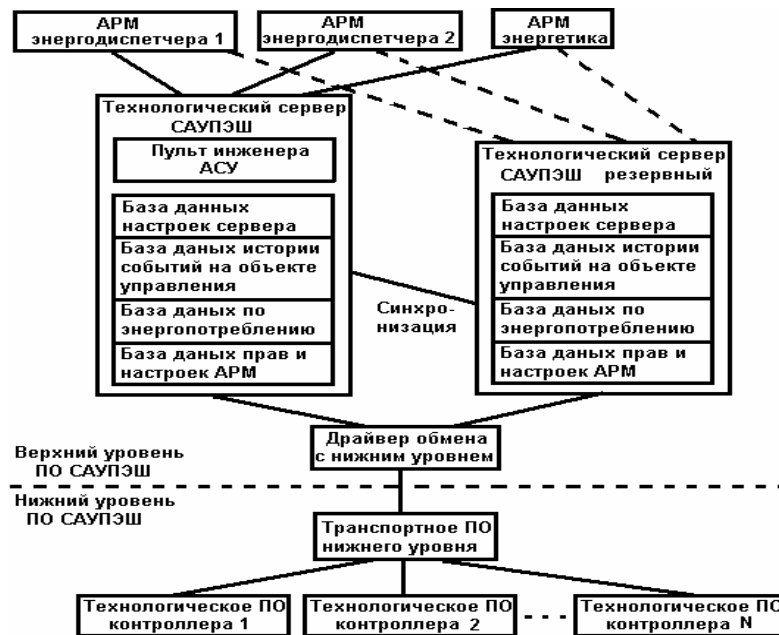 АРМ
энергодиспетчера 1
АРМ
энергодиспетчера 2
АРМ
энергетика
Технологический сервер
САУПЭШ
Пульт инженера
АСУ
База данных
настроек сервера
База даных истории
событий на объекте
управления
База даных по
энергопотреблению
База даных прав и
настроек АРМ
Синхро-
низация
Технологический сервер
САУПЭШ резервный
База данных
настроек сервера
База даных истории
событий на объекте
управления
База даных по
энергопотреблению
База даных прав и
настроек АРМ
Драйвер обмена
с нижним уровнем
Верхний уровень
ПО САУПЭШ
Нижний уровень
ПО САУПЭШ
Транспортное ПО
нижнего уровня
Технологическое ПО
контроллера 1
Технологическое ПО
контроллера 2
Технологическое ПО
контроллера N